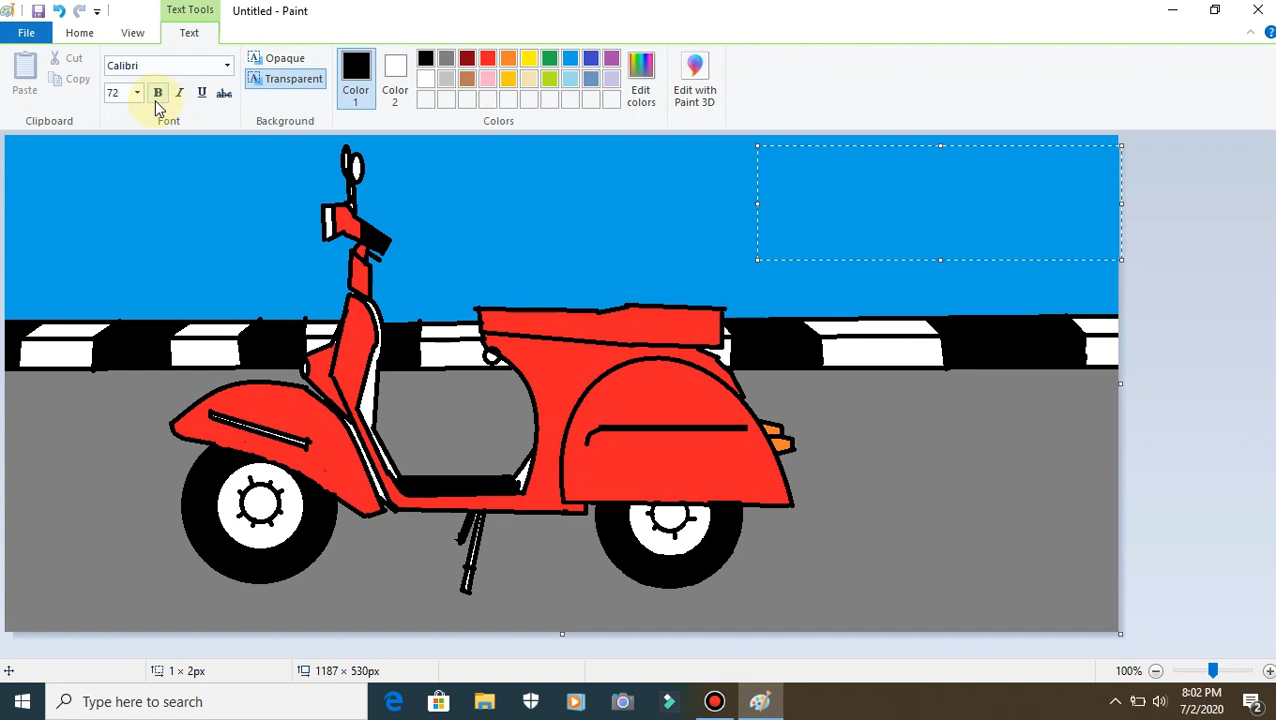 Text Tools
Untitled - Paint
File
Home
View
Text
Paste
Cut
Copy
Clipboard
Calibri
72
B I U abc
Font
Opaque
Transparent
Background
Color 1
Color 2
Edit colors
Colors
Edit with Paint 3D
1 × 2px
1187 × 530px
100%
Type here to search
8:02 PM
7/2/2020
2